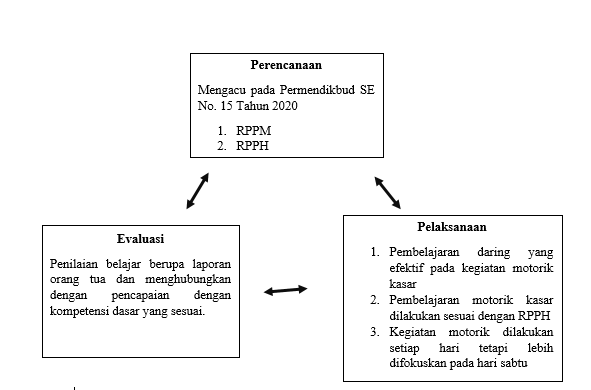 Perencanaan
Mengacu pada Permendikbud SE
No. 15 Tahun 2020
1. RPPM
2. RPPH
Evaluasi
Penilaian belajar berupa laporan
orang tua dan menghubungkan
dengan pencapaian dengan
kompetensi dasar yang sesuai.
Pelaksanaan
1. Pembelajaran daring yang
efektif pada kegiatan motorik
kasar
2. Pembelajaran motorik kasar
dilakukan sesuai dengan RPPH
3. Kegiatan motorik dilakukan
setiap hari tetapi lebih
difokuskan pada hari sabtu